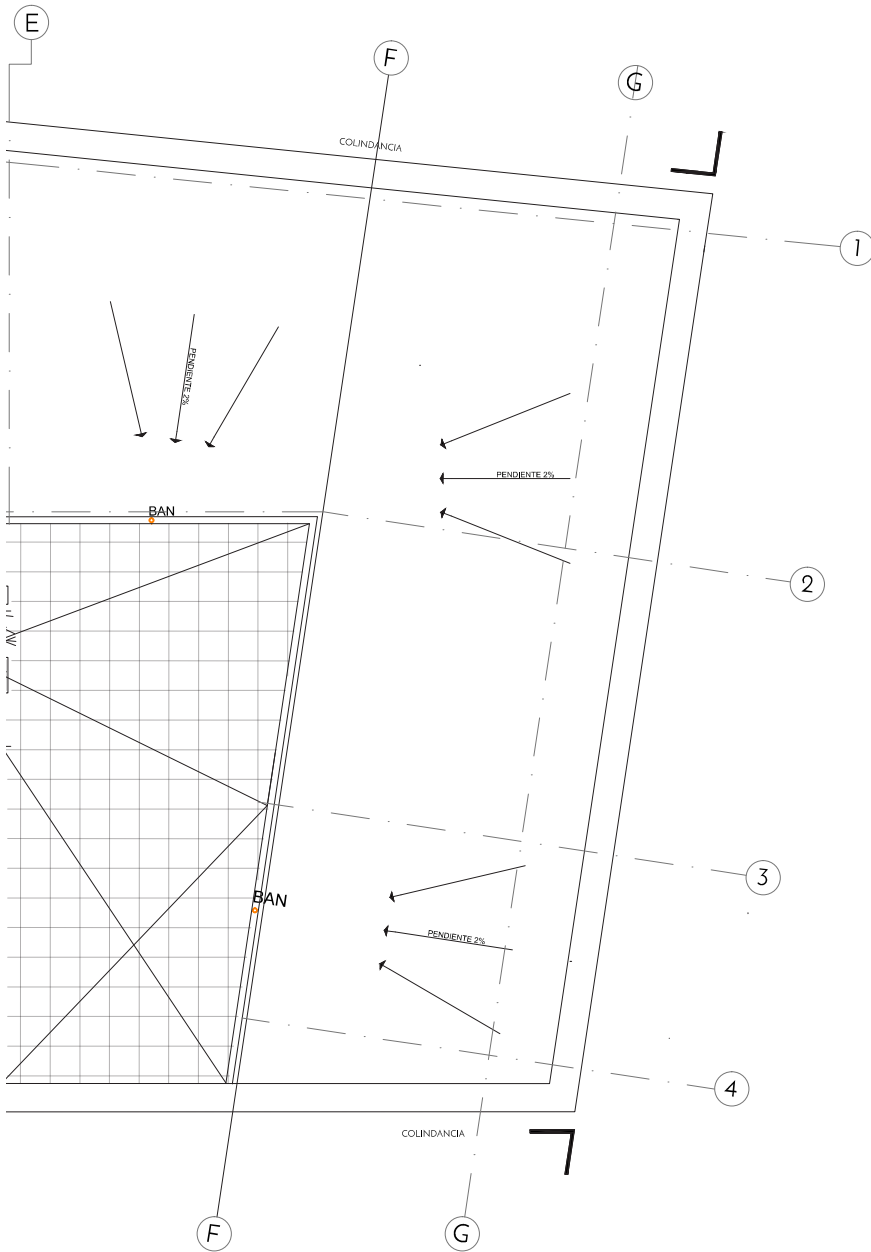 E
F
G
COLINDANCIA
1
PENDIENTE 2%
PENDIENTE 2%
BAN
2
3
BAN
PENDIENTE 2%
4
COLINDANCIA
F
G